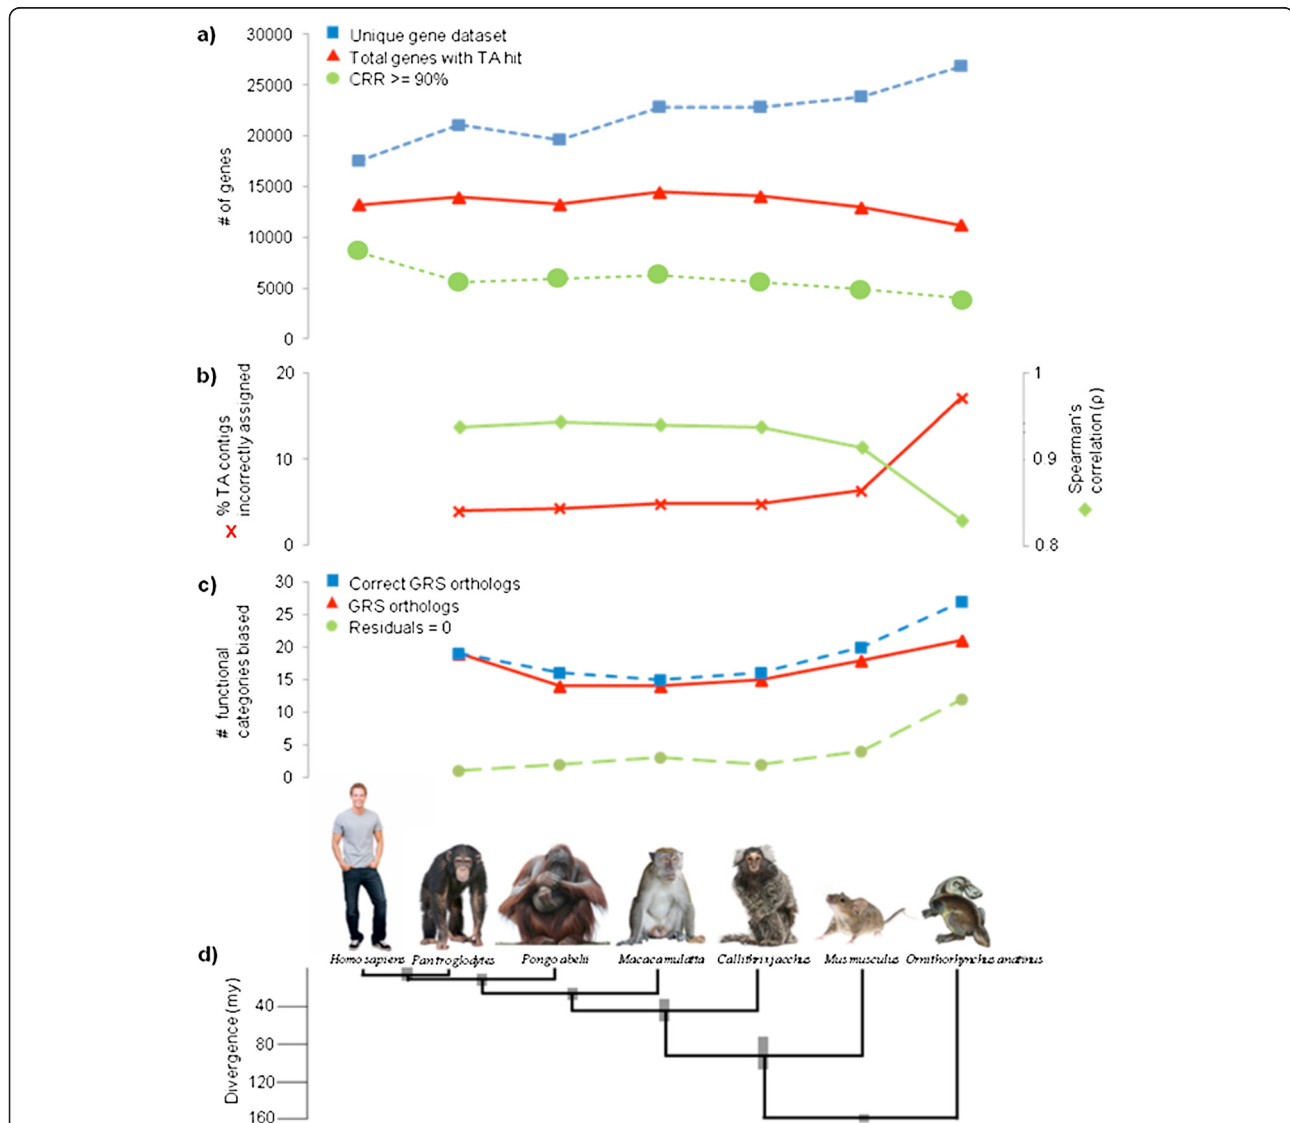 a)
Unique gene dataset
Total genes with TA hit
CRR >= 90%
30000
25000
20000
15000
10000
5000
0
# of genes
b)
20
10
0
% TA contigs
incorrectly assigned
X
1
0.9
0.8
Spearman's
correlation (ρ)
c)
Correct GRS orthologs
GRS orthologs
Residuals = 0
30
25
20
15
10
5
0
# functional
categories biased
d)
Homo sapiens Pan troglodytes Pongo abelii Macaca mulatta Callithrix jacchus Mus musculus Ornithorhynchus anatinus
40
80
120
160
Divergence (my)